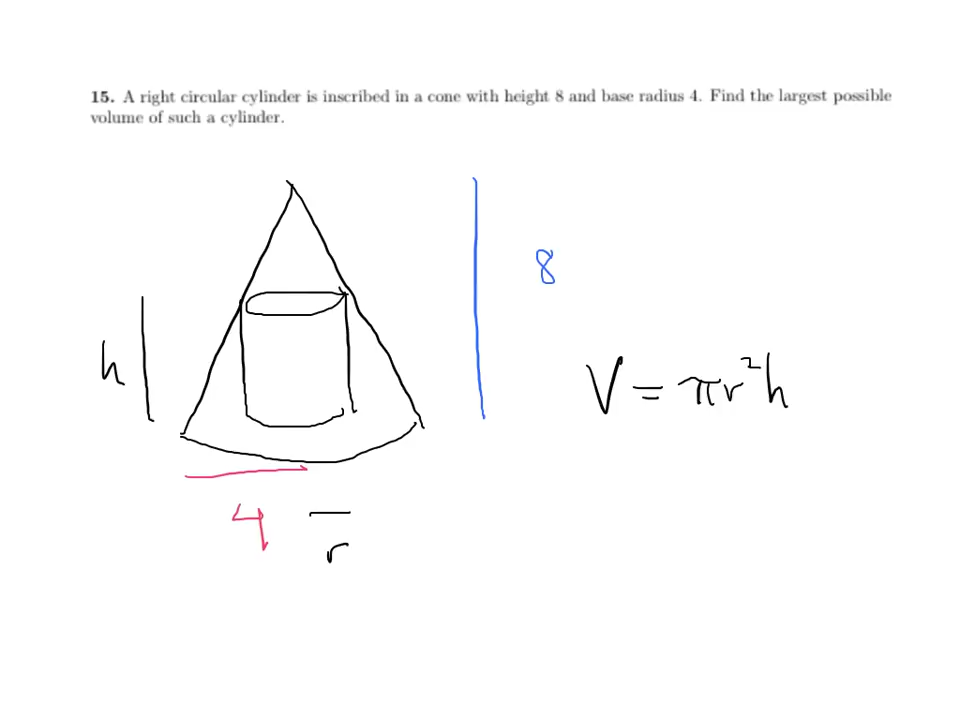 15. A right circular cylinder is inscribed in a cone with height 8 and base radius 4. Find the largest possible
volume of such a cylinder.
8
h
V = πr²h
4
r